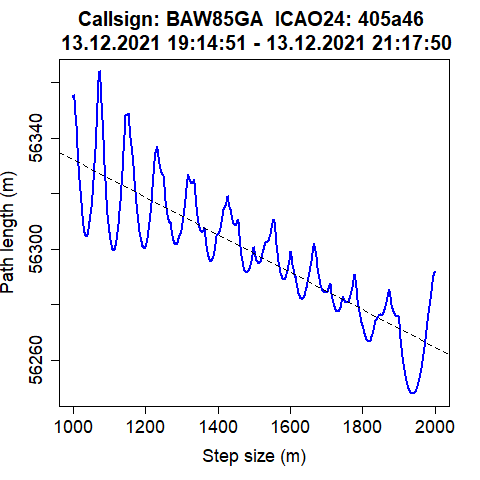 Callsign: BAW85GA  ICAO24: 405a46
13.12.2021 19:14:51 - 13.12.2021 21:17:50
Path length (m)
56340
56300
56260
1000 1200 1400 1600 1800 2000
Step size (m)